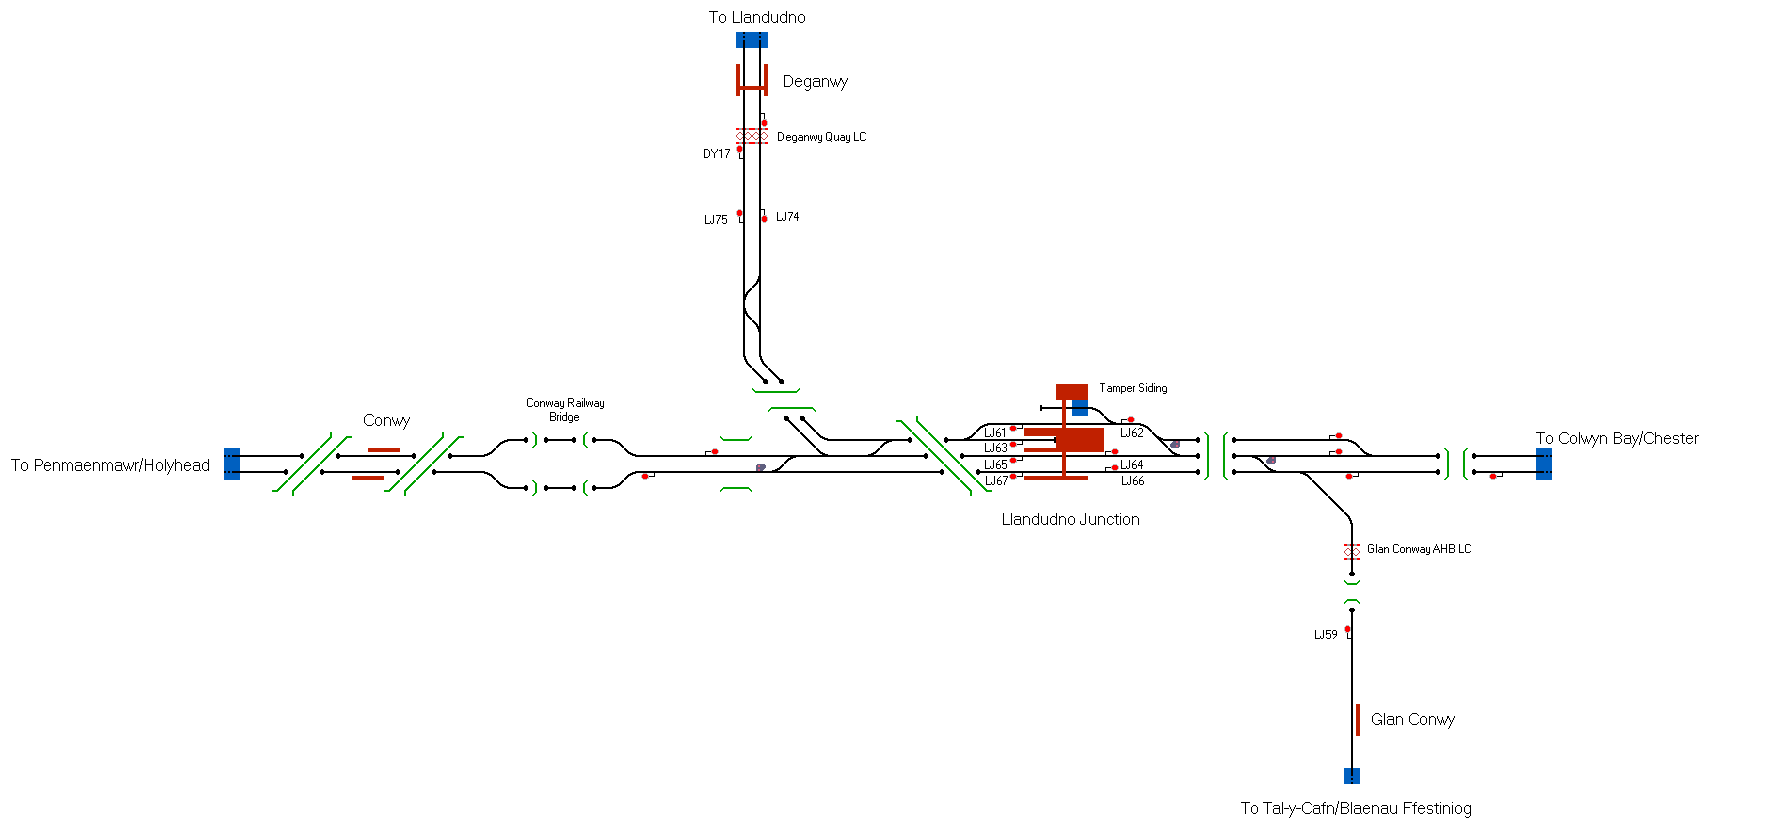 To Llandudno
Deganwy
Deganwy Quay LC
DY17
LJ75
LJ74
Tamper Siding
Conway Railway
Bridge
Conwy
LJ61
LJ62
To Colwyn Bay/Chester
LJ63
To Penmaenmawr/Holyhead
LJ65
LJ64
LJ67
LJ66
Llandudno Junction
Glan Conway AHB LC
LJ59
Glan Conwy
To Tal-y-Cafn/Blaenau Ffestiniog